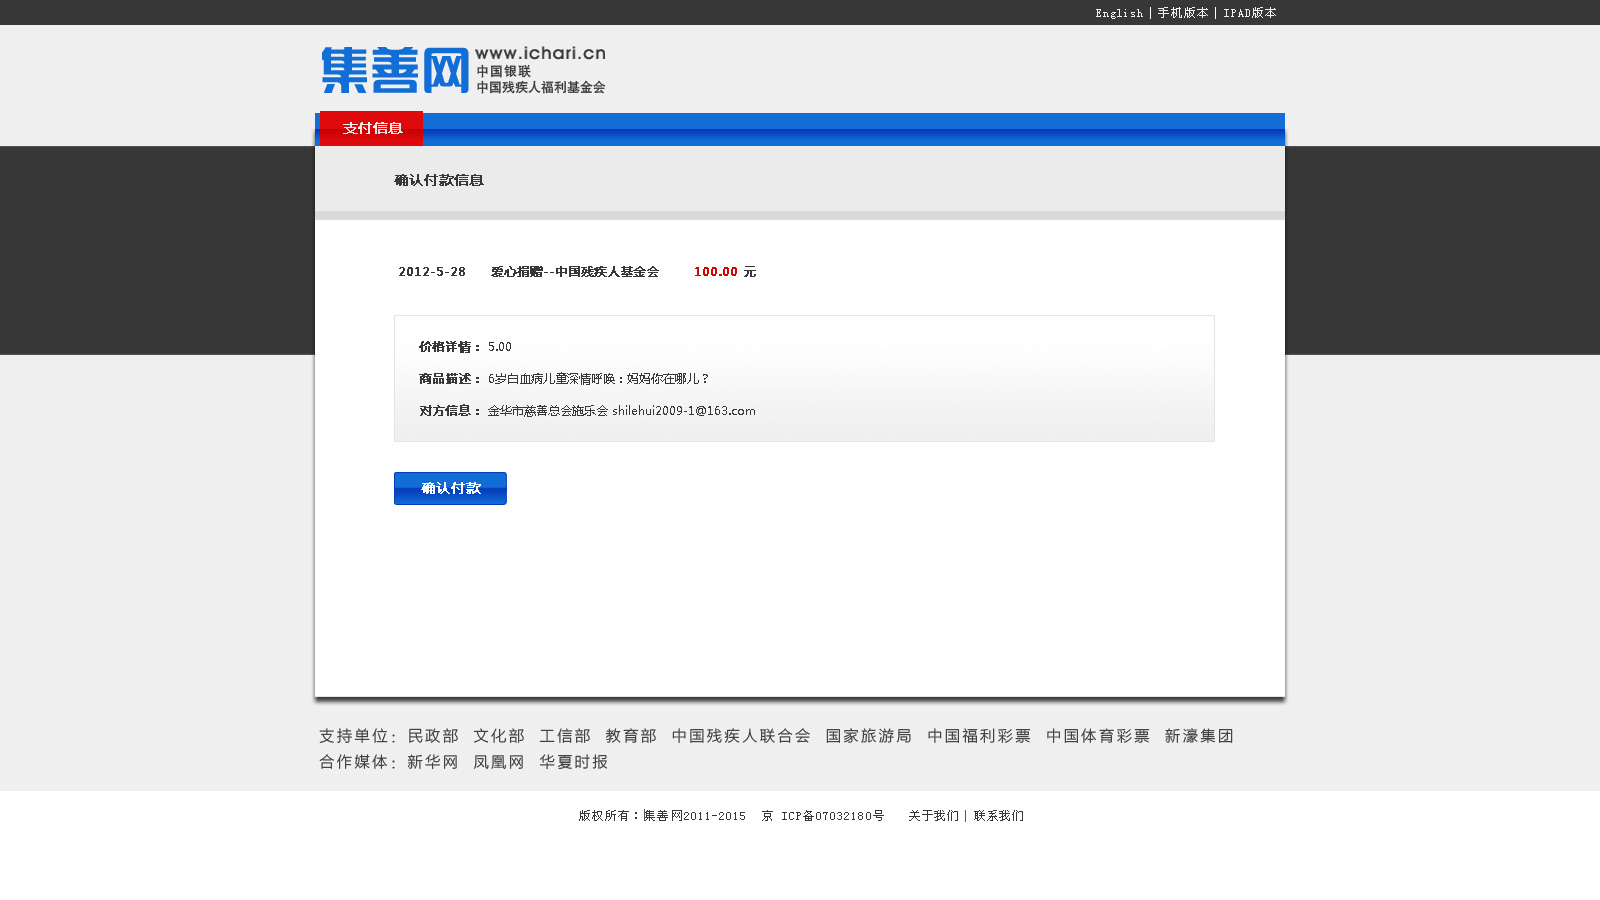 English | 手机版本 | IPAD版本
集善网 www.ichari.cn
中国银联
中国残疾人福利基金会
支付信息
确认付款信息
2012-5-28 爱心捐赠--中国残疾人基金会 100.00 元
价格详情： 5.00
商品描述： 6岁白血病儿童深情呼唤：妈妈你在哪儿？
对方信息： 金华市慈善总会施乐会 shilehui2009-1@163.com
确认付款
支持单位: 民政部 文化部 工信部 教育部 中国残疾人联合会 国家旅游局 中国福利彩票 中国体育彩票 新濠集团
合作媒体: 新华网 凤凰网 华夏时报
版权所有：集善网2011-2015 京 ICP备07032180号 关于我们 | 联系我们